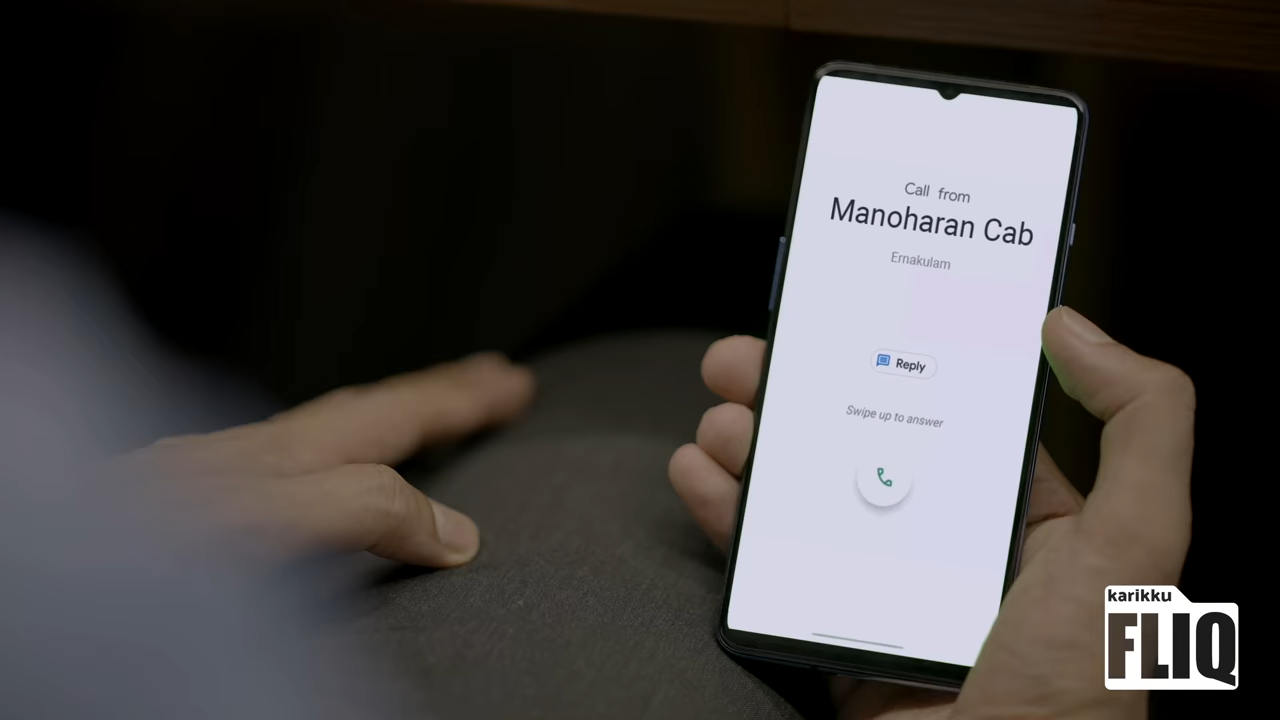 Call from
Manoharan Cab
Ernakulam
Reply
Swipe up to answer
karikku
FLIQ